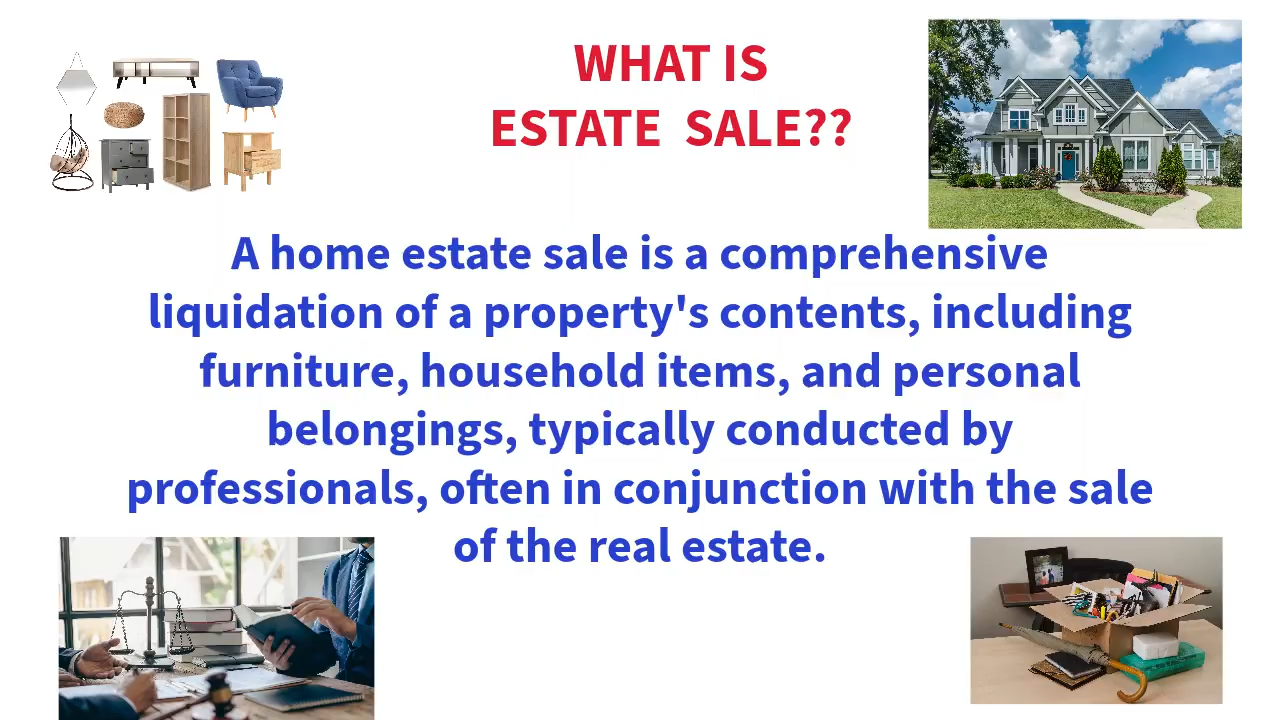 WHAT IS
ESTATE SALE??
A home estate sale is a comprehensive
liquidation of a property's contents, including
furniture, household items, and personal
belongings, typically conducted by
professionals, often in conjunction with the sale
of the real estate.